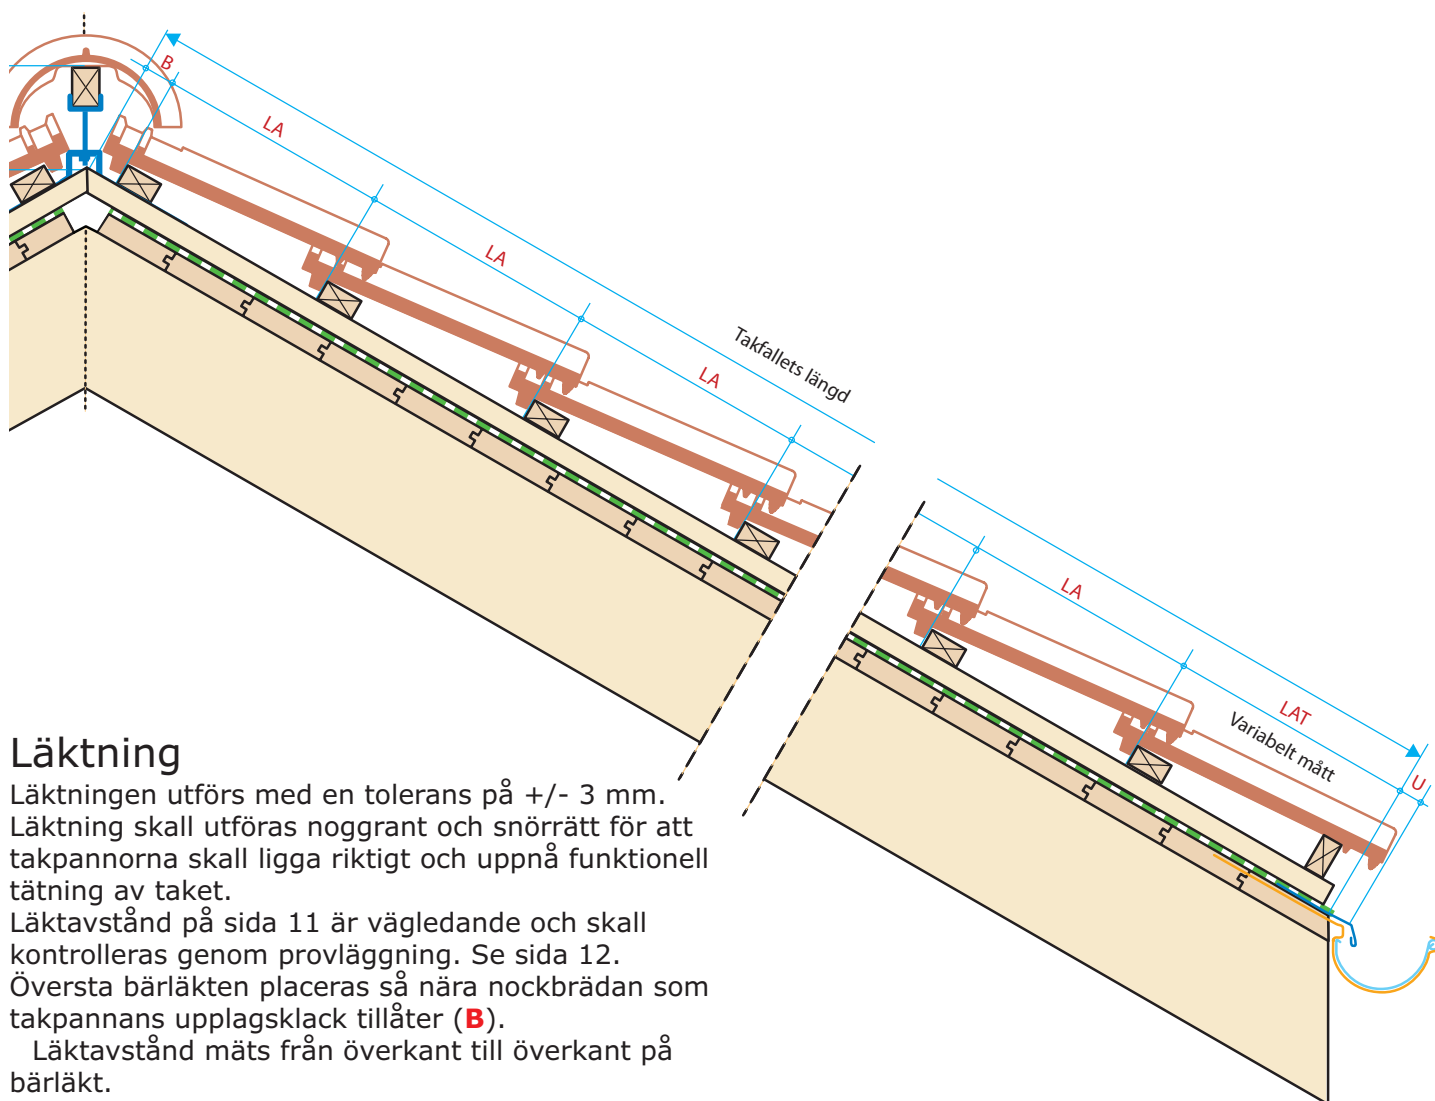 B
LA
LA
Takfallets längd
LA
LA
LAT
Variabelt mått
U
Läktning
Läktningen utförs med en tolerans på +/- 3 mm.
Läktning skall utföras noggrant och snörrätt för att
takpannorna skall ligga riktigt och uppnå funktionell
tätning av taket.
Läktavstånd på sida 11 är vägledande och skall
kontrolleras genom provläggning. Se sida 12.
Översta bärläkten placeras så nära nockbrädan som
takpannans upplagsklack tillåter (B).
Läktavstånd mäts från överkant till överkant på
bärläkt.